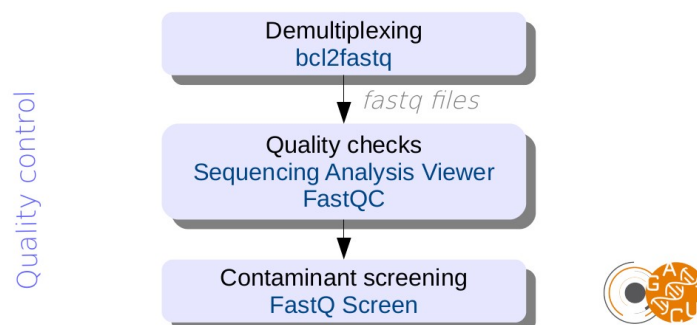 Demultiplexing
bcl2fastq
fastq files
Quality control
Quality checks
Sequencing Analysis Viewer
FastQC
Contaminant screening
FastQ Screen